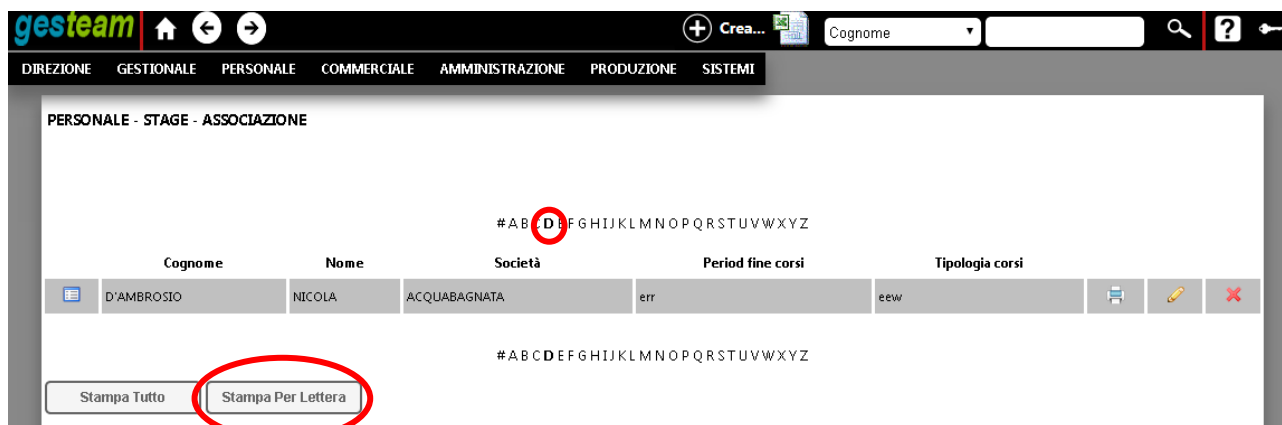 gesteam Crea... Cognome ?
DIREZIONE GESTIONALE PERSONALE COMMERCIALE AMMINISTRAZIONE PRODUZIONE SISTEMI
PERSONALE - STAGE - ASSOCIAZIONE
# A B C D E F G H I J K L M N O P Q R S T U V W X Y Z
Cognome Nome Società Period fine corsi Tipologia corsi
D'AMBROSIO NICOLA ACQUABAGNATA err eew
# A B C D E F G H I J K L M N O P Q R S T U V W X Y Z
Stampa Tutto Stampa Per Lettera